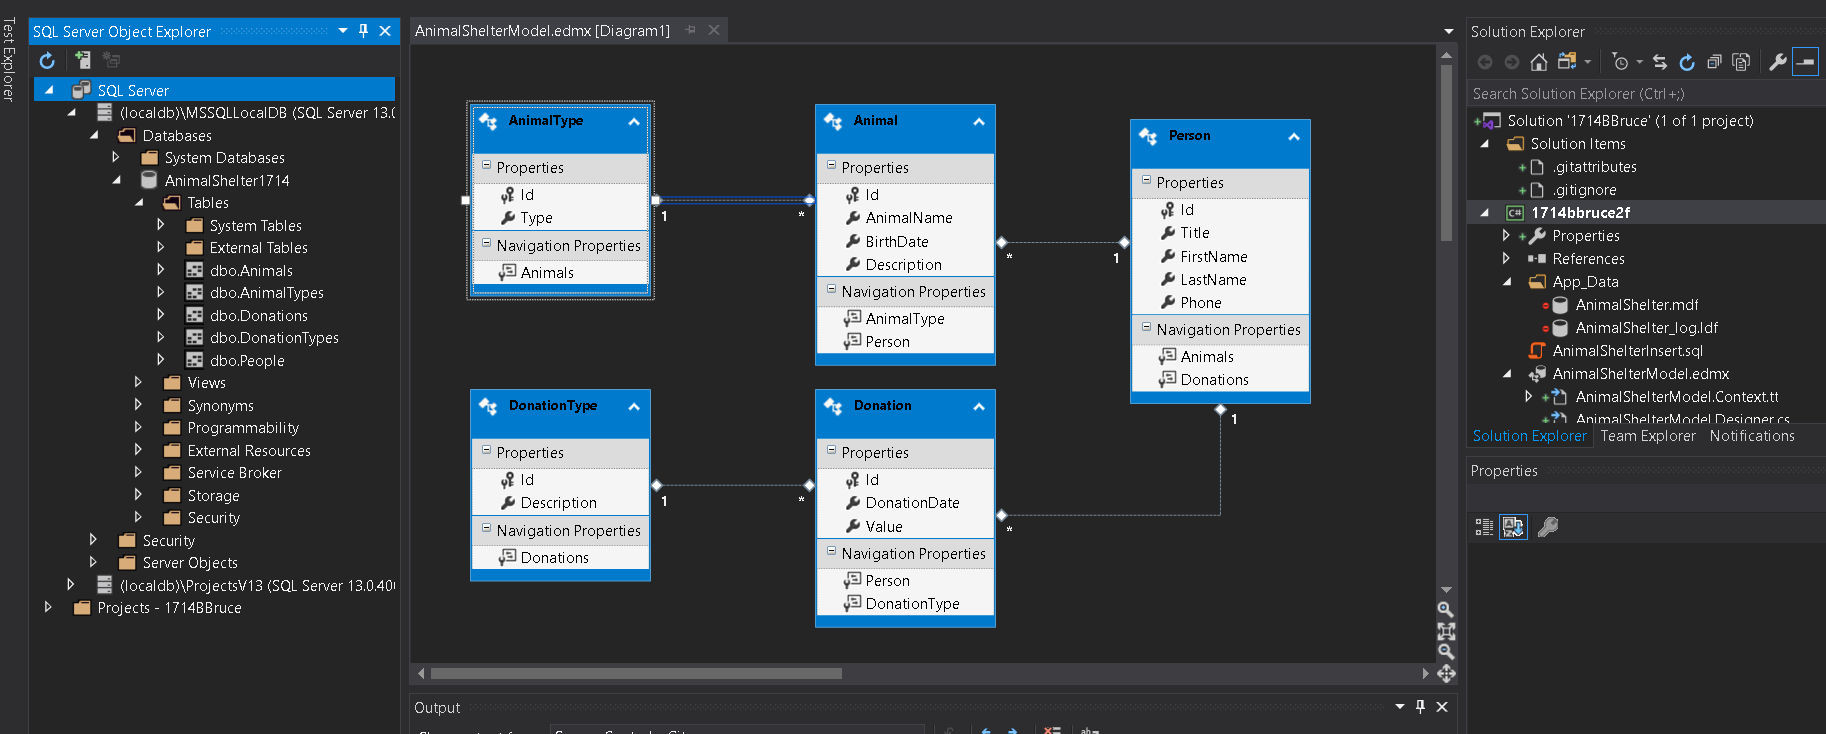 Test Explorer
SQL Server Object Explorer
SQL Server
(localdb)\MSSQLLocalDB (SQL Server 13.0
Databases
System Databases
AnimalShelter1714
Tables
System Tables
External Tables
dbo.Animals
dbo.AnimalTypes
dbo.Donations
dbo.DonationTypes
dbo.People
Views
Synonyms
Programmability
External Resources
Service Broker
Storage
Security
Security
Server Objects
(localdb)\ProjectsV13 (SQL Server 13.0.40
Projects - 1714BBruce
AnimalShelterModel.edmx [Diagram1]
AnimalType
Properties
Id
Type
Navigation Properties
Animals
1
*
Animal
Properties
Id
AnimalName
BirthDate
Description
Navigation Properties
AnimalType
Person
*
1
Person
Properties
Id
Title
FirstName
LastName
Phone
Navigation Properties
Animals
Donations
1
DonationType
Properties
Id
Description
Navigation Properties
Donations
1
*
Donation
Properties
Id
DonationDate
Value
Navigation Properties
Person
DonationType
*
Output
Solution Explorer
Search Solution Explorer (Ctrl+;)
Solution '1714BBruce' (1 of 1 project)
Solution Items
.gitattributes
.gitignore
C# 1714bbruce2f
Properties
References
App_Data
AnimalShelter.mdf
AnimalShelter_log.ldf
AnimalShelterInsert.sql
AnimalShelterModel.edmx
AnimalShelterModel.Context.tt
AnimalShelterModel.Designer.cs
Solution Explorer Team Explorer Notifications
Properties